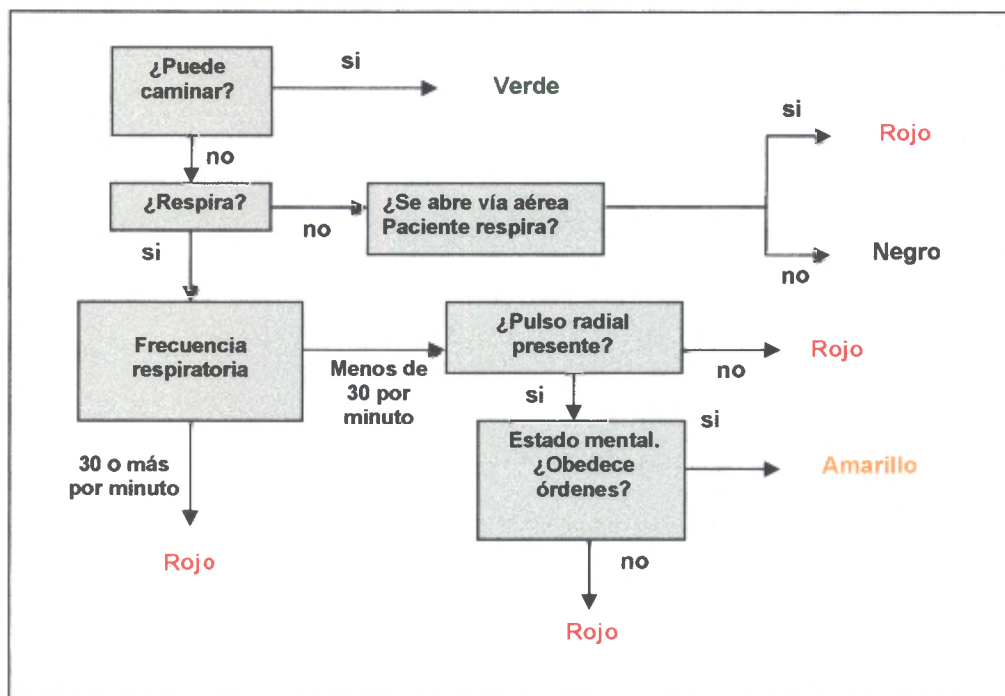 ¿Puede
caminar?
si
Verde
no
si
Rojo
¿Respira?
no
¿Se abre vía aérea
Paciente respira?
no
Negro
si
Frecuencia
respiratoria
Menos de
30 por
minuto
¿Pulso radial
presente?
no
Rojo
si
30 o más
por minuto
Rojo
Estado mental.
¿Obedece
órdenes?
si
Amarillo
no
Rojo